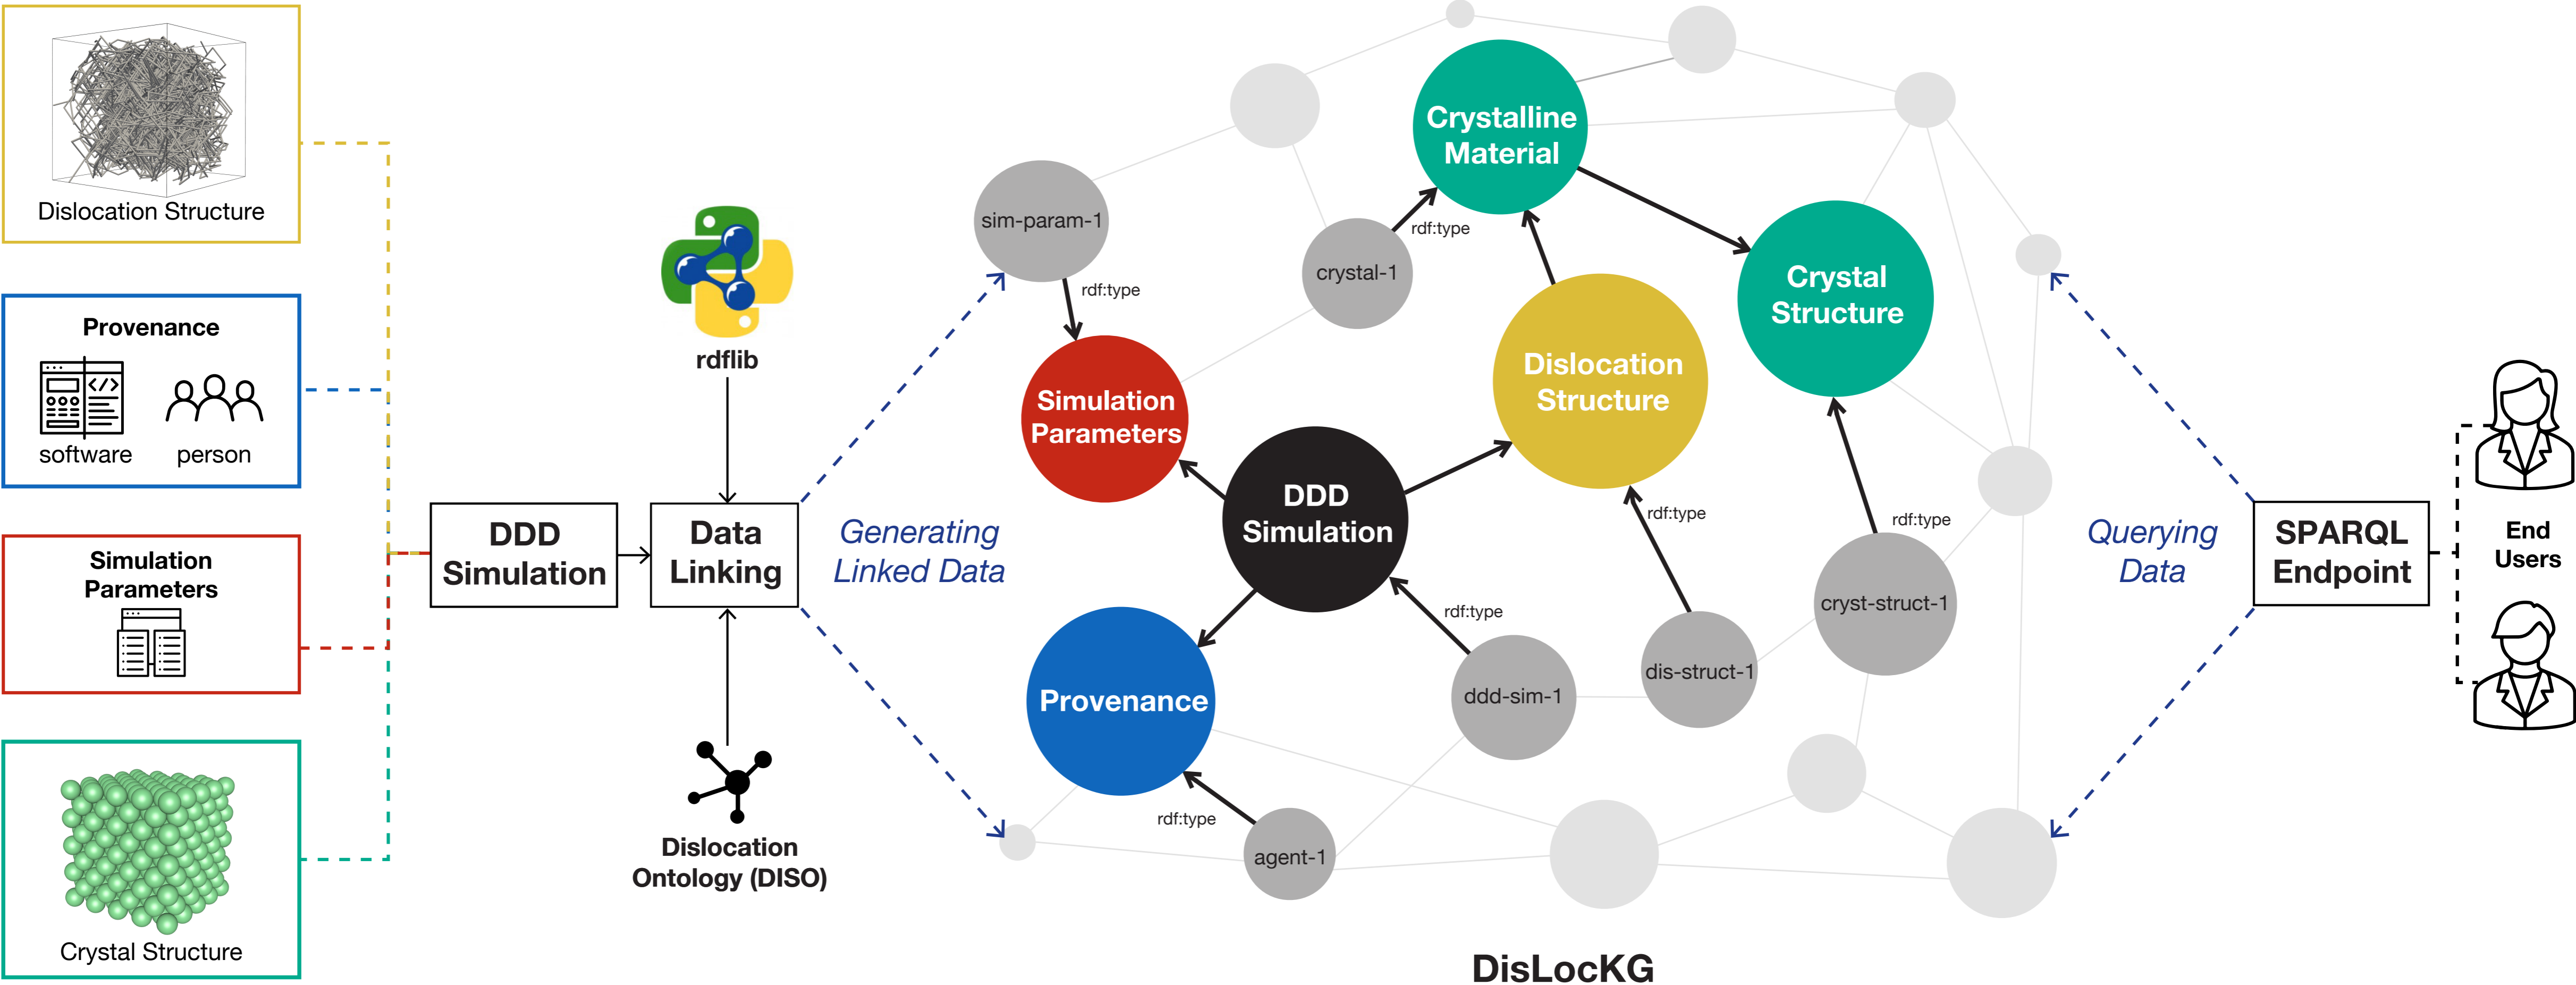 Dislocation Structure
Provenance
software
person
Simulation
Parameters
Crystal Structure
DDD
Simulation
rdflib
Data
Linking
Dislocation
Ontology (DISO)
Generating
Linked Data
sim-param-1
rdf:type
Simulation
Parameters
crystal-1
rdf:type
Crystalline
Material
Crystal
Structure
Dislocation
Structure
DDD
Simulation
Provenance
rdf:type
agent-1
rdf:type
ddd-sim-1
rdf:type
dis-struct-1
rdf:type
cryst-struct-1
DisLocKG
Querying
Data
SPARQL
Endpoint
End
Users